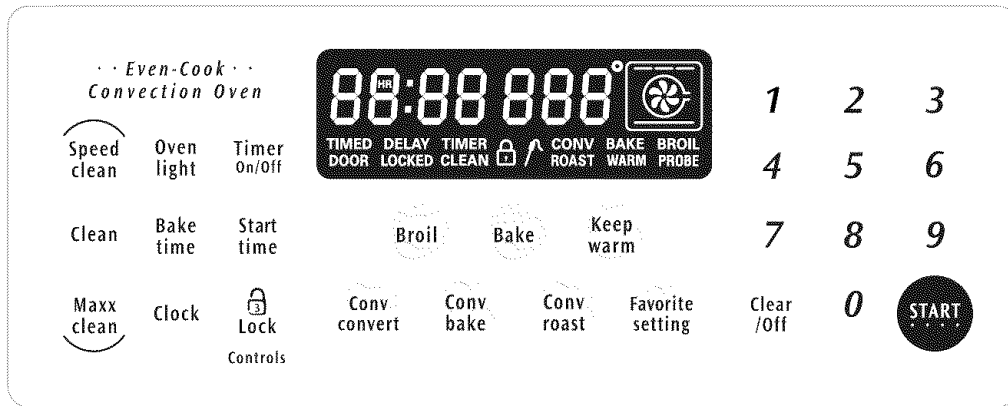 · · Even-Cook · ·
Convection Oven
88:88 888°
HR
TIMED DELAY TIMER CONV BAKE BROIL
DOOR LOCKED CLEAN ROAST WARM PROBE
Speed
clean
Oven
light
Timer
On/Off
Clean
Bake
time
Start
time
Maxx
clean
Clock
3
Lock
Controls
Broil
Bake
Keep
warm
Conv
convert
Conv
bake
Conv
roast
Favorite
setting
1 2 3
4 5 6
7 8 9
Clear
/Off
0
START